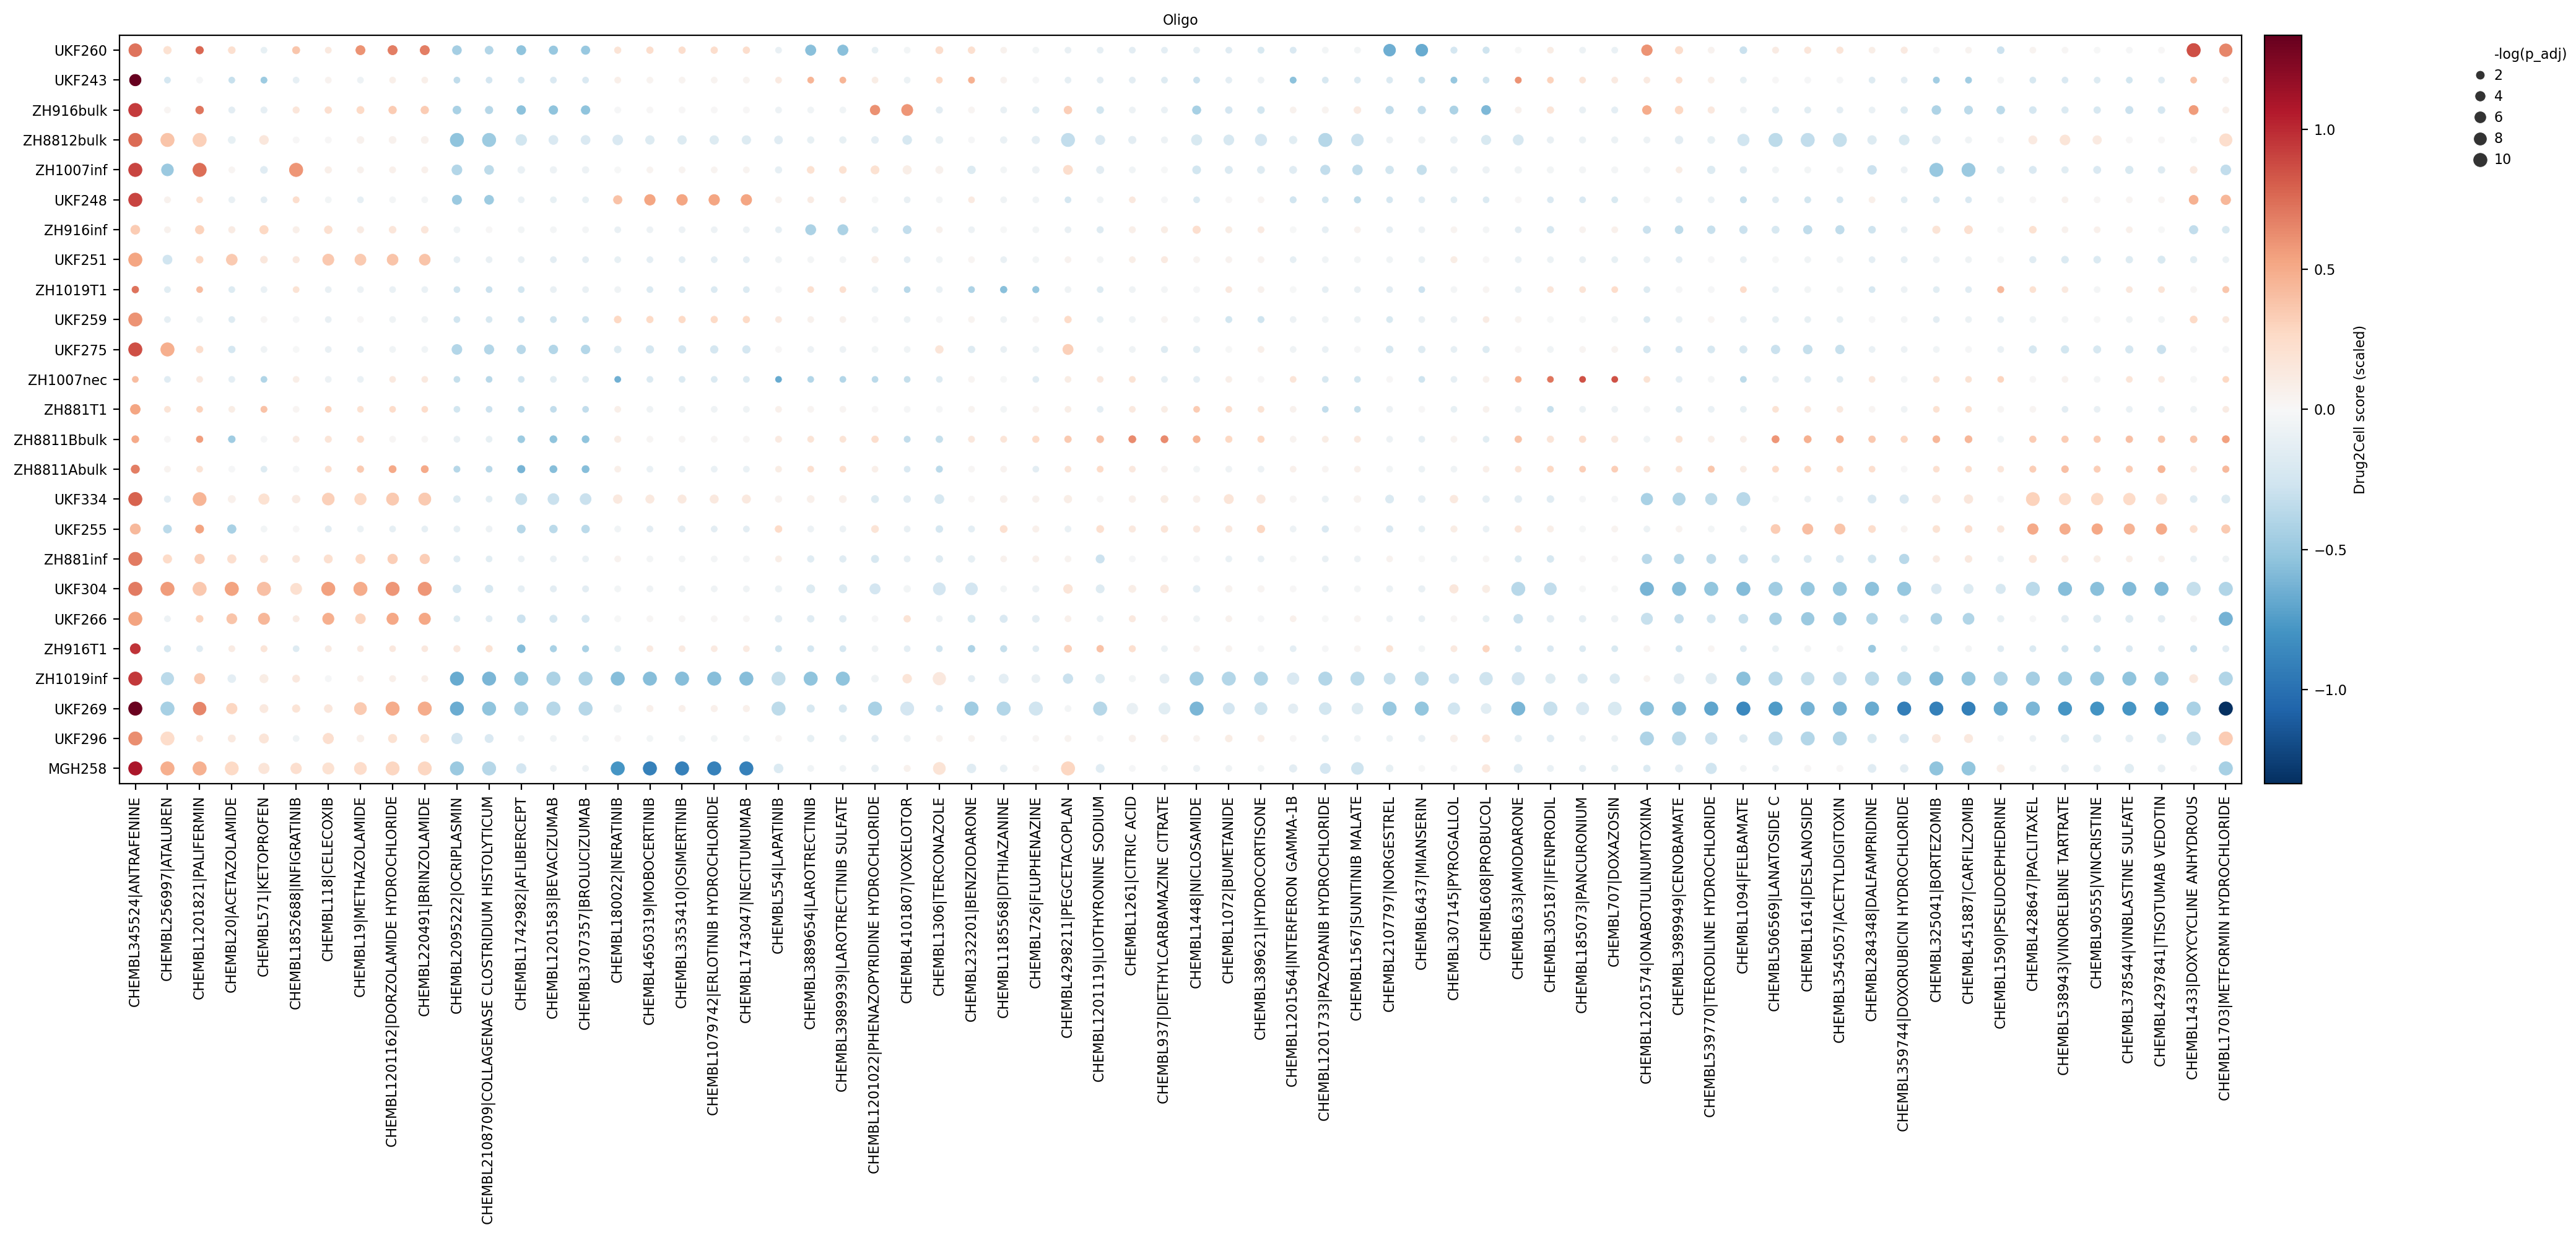 Oligo
UKF260
UKF243
ZH916bulk
ZH8812bulk
ZH1007inf
UKF248
ZH916inf
UKF251
ZH1019T1
UKF259
UKF275
ZH1007nec
ZH881T1
ZH8811Bbulk
ZH8811Abulk
UKF334
UKF255
ZH881inf
UKF304
UKF266
ZH916T1
ZH1019inf
UKF269
UKF296
MGH258
CHEMBL345524|ANTRAFENINE
CHEMBL256997|ATALUREN
CHEMBL1201821|PALIFERMIN
CHEMBL20|ACETAZOLAMIDE
CHEMBL571|KETOPROFEN
CHEMBL1852688|INFIGRATINIB
CHEMBL118|CELECOXIB
CHEMBL19|METHAZOLAMIDE
CHEMBL1201162|DORZOLAMIDE HYDROCHLORIDE
CHEMBL220491|BRINZOLAMIDE
CHEMBL2095222|OCRIPLASMIN
CHEMBL2108709|COLLAGENASE CLOSTRIDIUM HISTOLYTICUM
CHEMBL1742982|AFLIBERCEPT
CHEMBL1201583|BEVACIZUMAB
CHEMBL3707357|BROLUCIZUMAB
CHEMBL180022|NERATINIB
CHEMBL4650319|MOBOCERTINIB
CHEMBL3353410|OSIMERTINIB
CHEMBL1079742|ERLOTINIB HYDROCHLORIDE
CHEMBL1743047|NECITUMUMAB
CHEMBL554|LAPATINIB
CHEMBL3889654|LAROTRECTINIB
CHEMBL3989939|LAROTRECTINIB SULFATE
CHEMBL1201022|PHENAZOPYRIDINE HYDROCHLORIDE
CHEMBL4101807|VOXELOTOR
CHEMBL1306|TERCONAZOLE
CHEMBL232201|BENZIODARONE
CHEMBL1185568|DITHIAZANINE
CHEMBL726|FLUPHENAZINE
CHEMBL4298211|PEGCETACOPLAN
CHEMBL1201119|LIOTHYRONINE SODIUM
CHEMBL1261|CITRIC ACID
CHEMBL937|DIETHYLCARBAMAZINE CITRATE
CHEMBL1448|NICLOSAMIDE
CHEMBL1072|BUMETANIDE
CHEMBL389621|HYDROCORTISONE
CHEMBL1201564|INTERFERON GAMMA-1B
CHEMBL1201733|PAZOPANIB HYDROCHLORIDE
CHEMBL1567|SUNITINIB MALATE
CHEMBL2107797|NORGESTREL
CHEMBL6437|MIANSERIN
CHEMBL307145|PYROGALLOL
CHEMBL608|PROBUCOL
CHEMBL633|AMIODARONE
CHEMBL305187|IFENPRODIL
CHEMBL185073|PANCURONIUM
CHEMBL707|DOXAZOSIN
CHEMBL1201574|ONABOTULINUMTOXINA
CHEMBL3989949|CENOBAMATE
CHEMBL539770|TERODILINE HYDROCHLORIDE
CHEMBL1094|FELBAMATE
CHEMBL506569|LANATOSIDE C
CHEMBL1614|DESLANOSIDE
CHEMBL3545057|ACETYLDIGITOXIN
CHEMBL284348|DALFAMPRIDINE
CHEMBL359744|DOXORUBICIN HYDROCHLORIDE
CHEMBL325041|BORTEZOMIB
CHEMBL451887|CARFILZOMIB
CHEMBL1590|PSEUDOEPHEDRINE
CHEMBL428647|PACLITAXEL
CHEMBL538943|VINORELBINE TARTRATE
CHEMBL90555|VINCRISTINE
CHEMBL378544|VINBLASTINE SULFATE
CHEMBL4297841|TISOTUMAB VEDOTIN
CHEMBL1433|DOXYCYCLINE ANHYDROUS
CHEMBL1703|METFORMIN HYDROCHLORIDE
1.0
0.5
0.0
−0.5
−1.0
Drug2Cell score (scaled)
-log(p_adj)
2
4
6
8
10